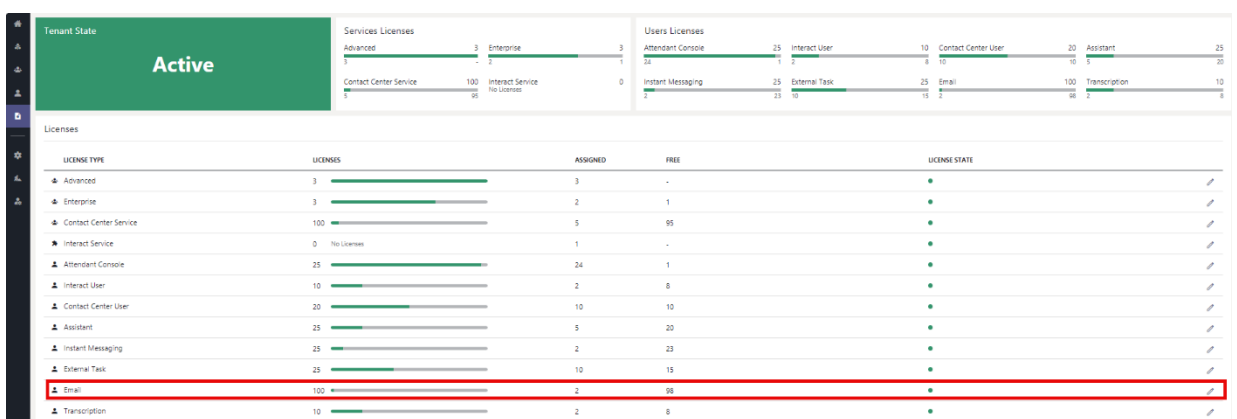 Tenant State
Active
Services Licenses
Advanced 3
3 -
Enterprise 3
2 1
Contact Center Service 100
5 95
Interact Service 0
No Licenses
Users Licenses
Attendant Console 25
24 1
Interact User 10
2 8
Contact Center User 20
10 10
Assistant 25
5 20
Instant Messaging 25
2 23
External Task 25
10 15
Email 100
2 98
Transcription 10
2 8
Licenses
LICENSE TYPE LICENSES ASSIGNED FREE LICENSE STATE
Advanced 3 3 -
Enterprise 3 2 1
Contact Center Service 100 5 95
Interact Service 0 No Licenses 1 -
Attendant Console 25 24 1
Interact User 10 2 8
Contact Center User 20 10 10
Assistant 25 5 20
Instant Messaging 25 2 23
External Task 25 10 15
Email 100 2 98
Transcription 10 2 8